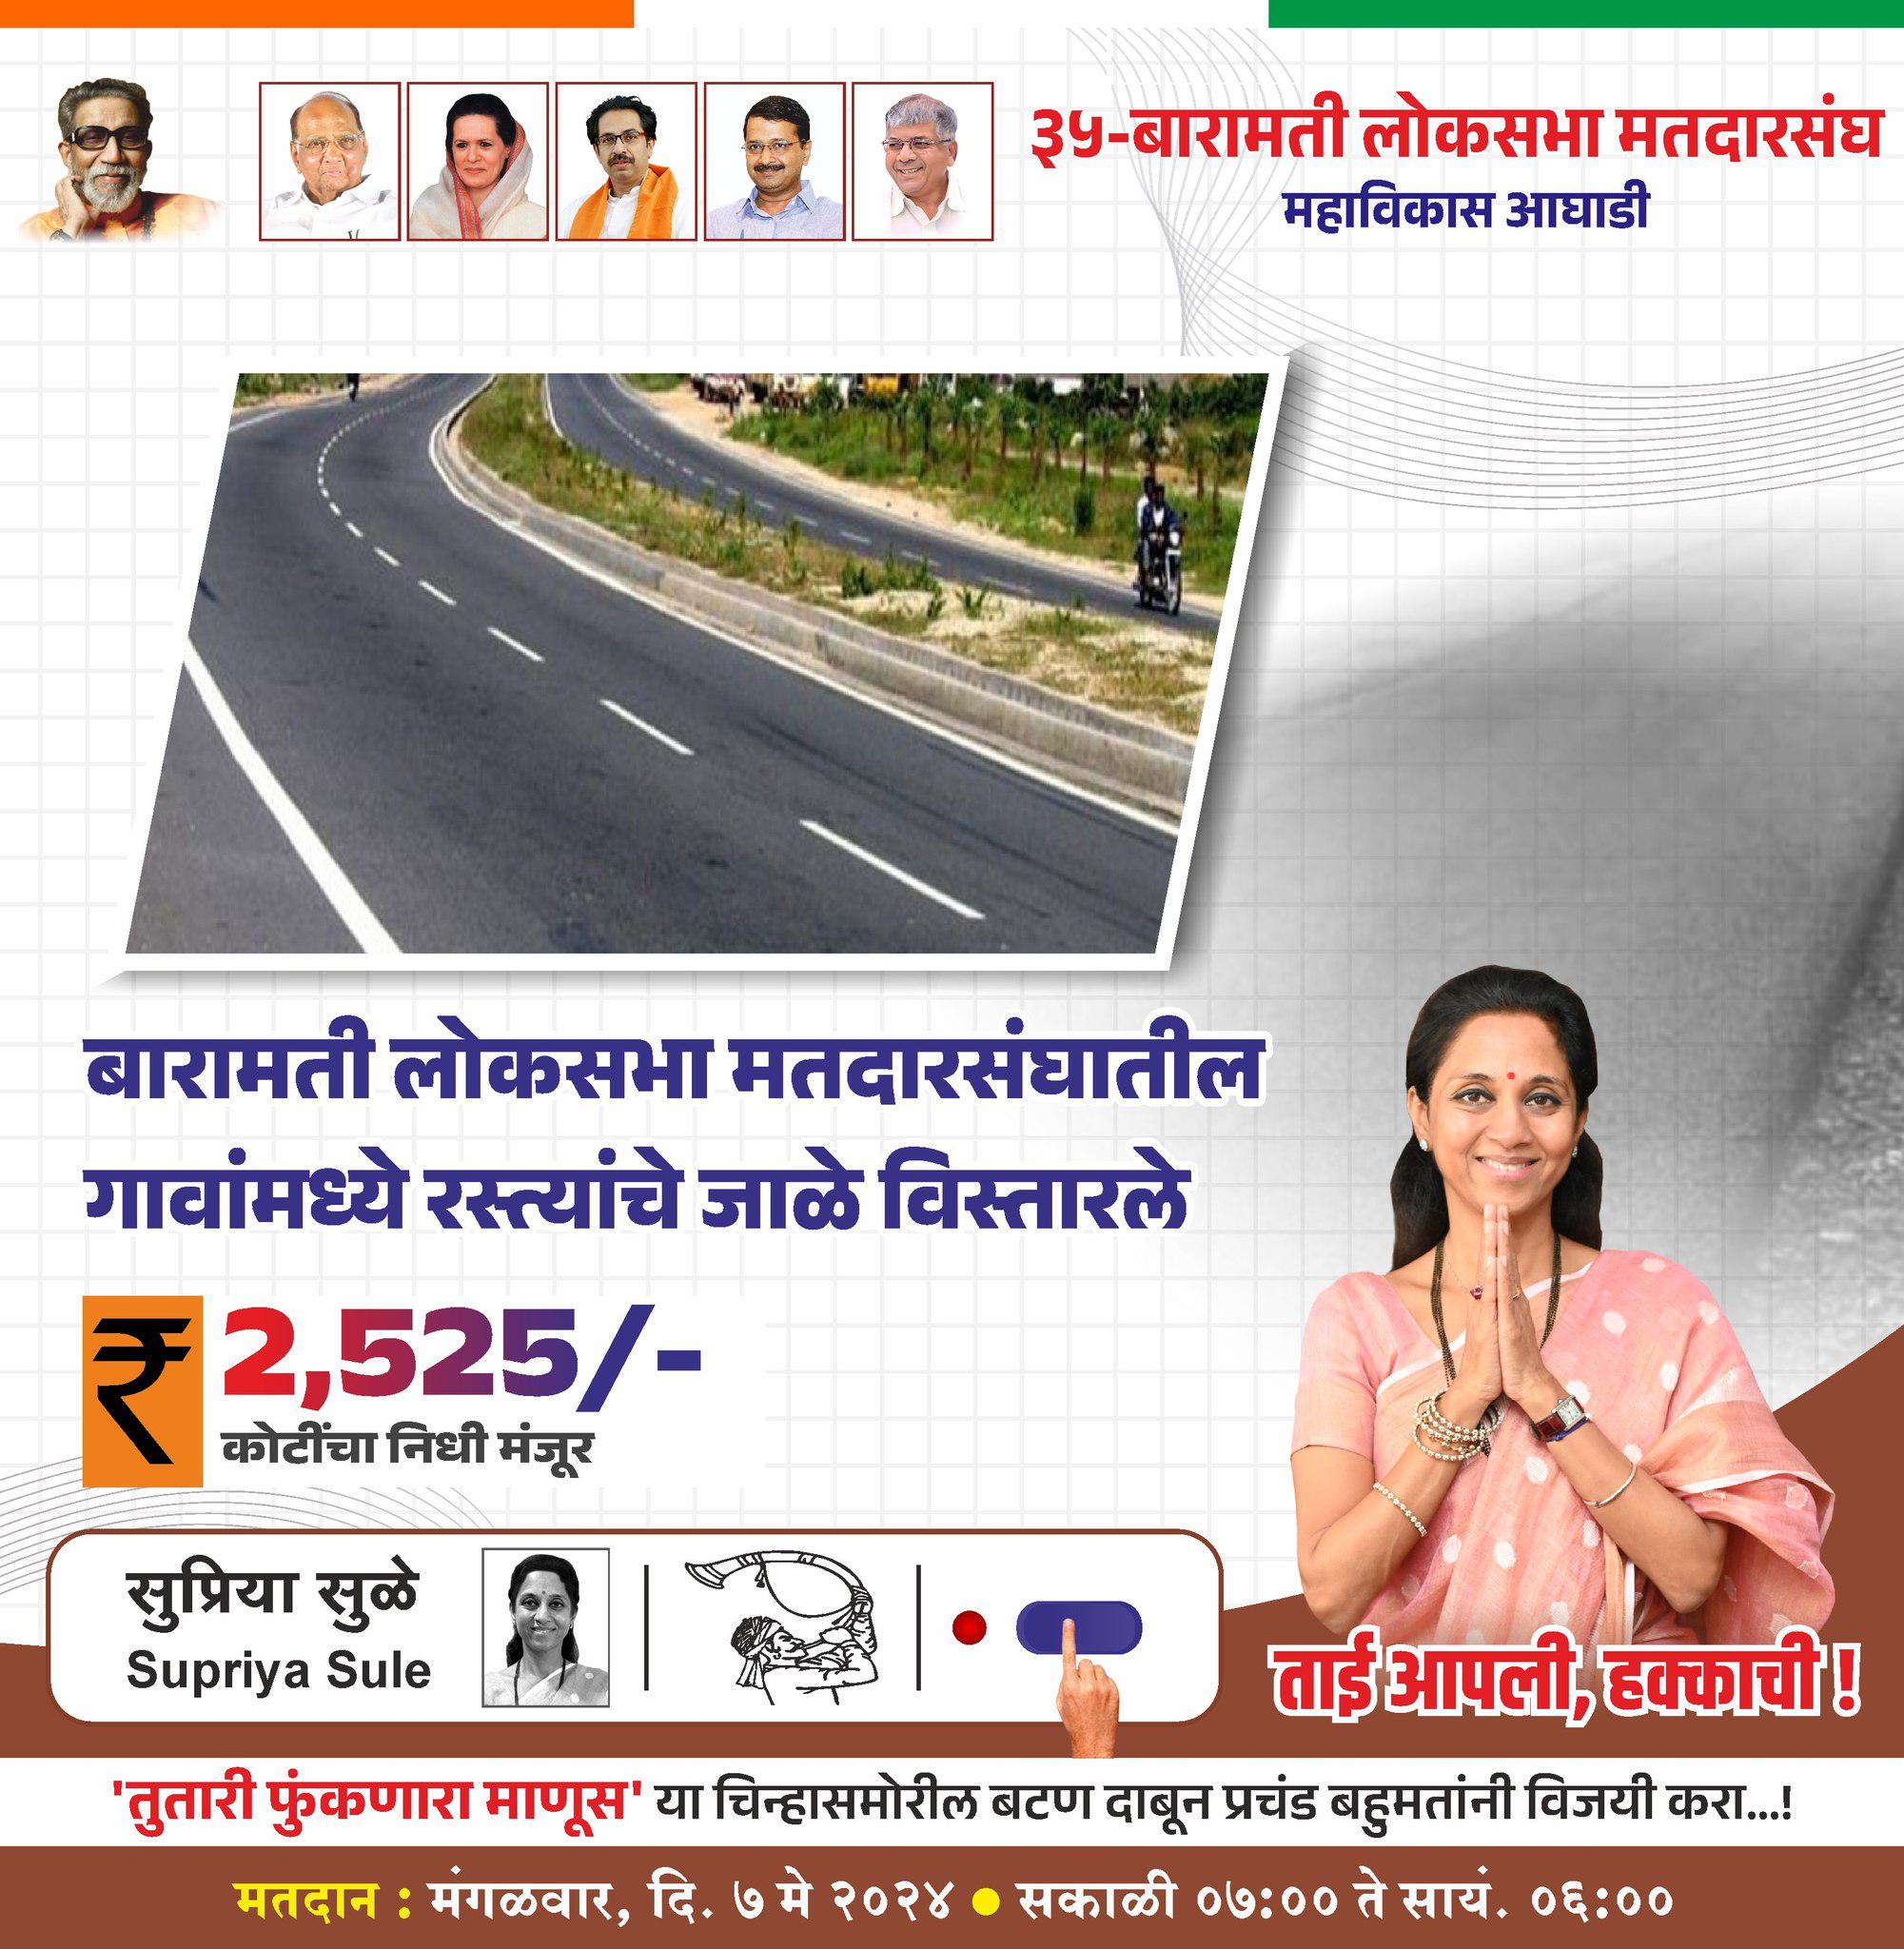 ३५-बारामती लोकसभा मतदारसंघ
महाविकास आघाडी
बारामती लोकसभा मतदारसंघातील
गावांमध्ये रस्त्यांचे जाळे विस्तारले
₹ 2,525/-
कोटींचा निधी मंजूर
सुप्रिया सुळे
Supriya Sule
ताई आपली, हक्काची !
'तुतारी फुंकणारा माणूस' या चिन्हासमोरील बटण दाबून प्रचंड बहुमतांनी विजयी करा...!
मतदान : मंगळवार, दि. ७ मे २०२४ ● सकाळी ०७:०० ते सायं. ०६:००